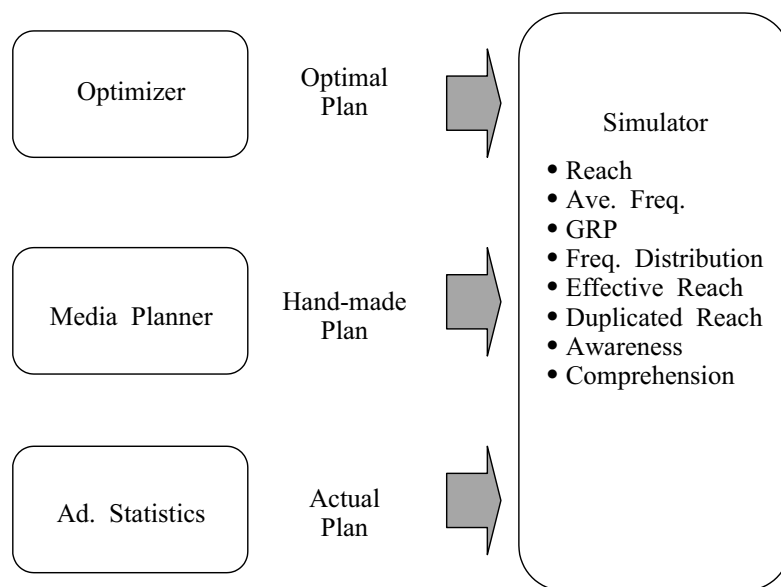 Optimizer
Optimal
Plan
Media Planner
Hand-made
Plan
Ad. Statistics
Actual
Plan
Simulator
• Reach
• Ave. Freq.
• GRP
• Freq. Distribution
• Effective Reach
• Duplicated Reach
• Awareness
• Comprehension